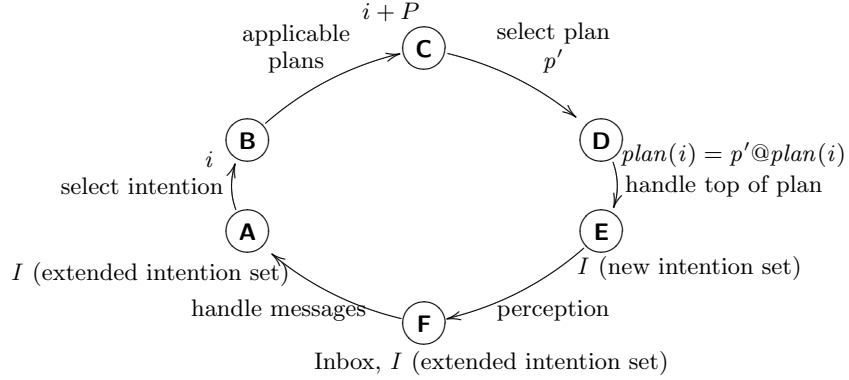 i + P
applicable
plans
C
select plan
p′
B
D
i
plan(i) = p′@plan(i)
select intention
handle top of plan
A
E
I (extended intention set)
I (new intention set)
handle messages
perception
F
Inbox, I (extended intention set)